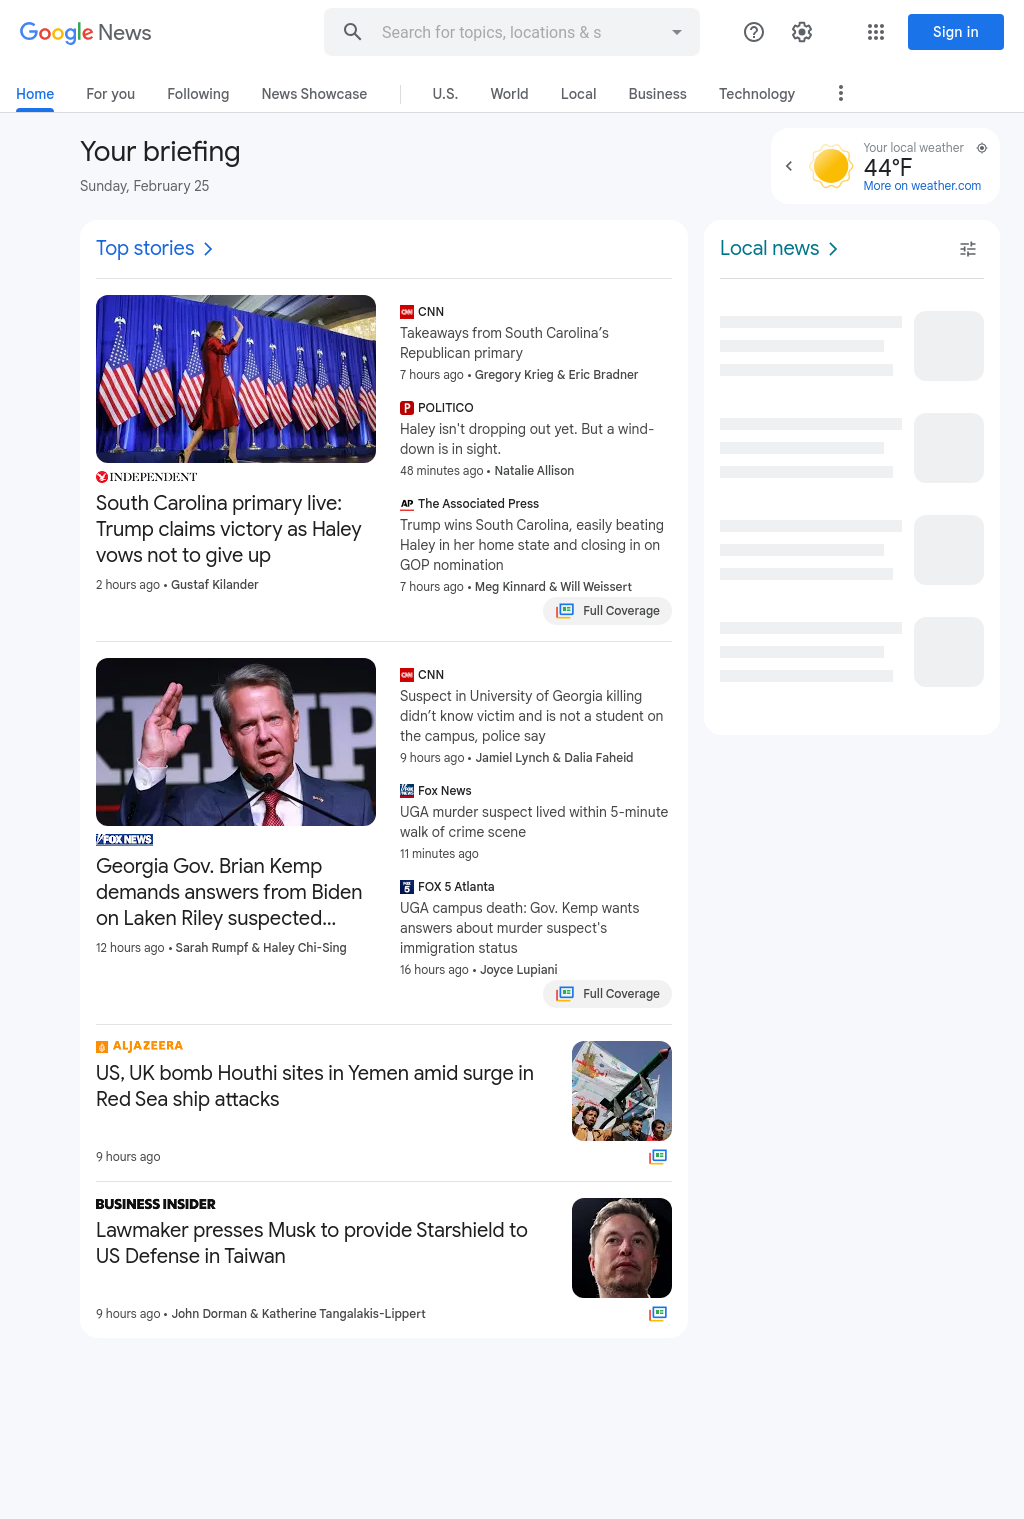 Google News
Search for topics, locations & s
Sign in
Home
For you
Following
News Showcase
U.S.
World
Local
Business
Technology
Your briefing
Sunday, February 25
Your local weather
44°F
More on weather.com
Top stories
INDEPENDENT
South Carolina primary live:
Trump claims victory as Haley
vows not to give up
2 hours ago • Gustaf Kilander
CNN
CNN
Takeaways from South Carolina’s
Republican primary
7 hours ago • Gregory Krieg & Eric Bradner
P
POLITICO
Haley isn't dropping out yet. But a wind-
down is in sight.
48 minutes ago • Natalie Allison
AP
The Associated Press
Trump wins South Carolina, easily beating
Haley in her home state and closing in on
GOP nomination
7 hours ago • Meg Kinnard & Will Weissert
Full Coverage
KEMP
FOX NEWS
Georgia Gov. Brian Kemp
demands answers from Biden
on Laken Riley suspected...
12 hours ago • Sarah Rumpf & Haley Chi-Sing
CNN
CNN
Suspect in University of Georgia killing
didn’t know victim and is not a student on
the campus, police say
9 hours ago • Jamiel Lynch & Dalia Faheid
Fox News
UGA murder suspect lived within 5-minute
walk of crime scene
11 minutes ago
FOX 5 Atlanta
UGA campus death: Gov. Kemp wants
answers about murder suspect's
immigration status
16 hours ago • Joyce Lupiani
Full Coverage
ALJAZEERA
US, UK bomb Houthi sites in Yemen amid surge in
Red Sea ship attacks
9 hours ago
BUSINESS INSIDER
Lawmaker presses Musk to provide Starshield to
US Defense in Taiwan
9 hours ago • John Dorman & Katherine Tangalakis-Lippert
Local news